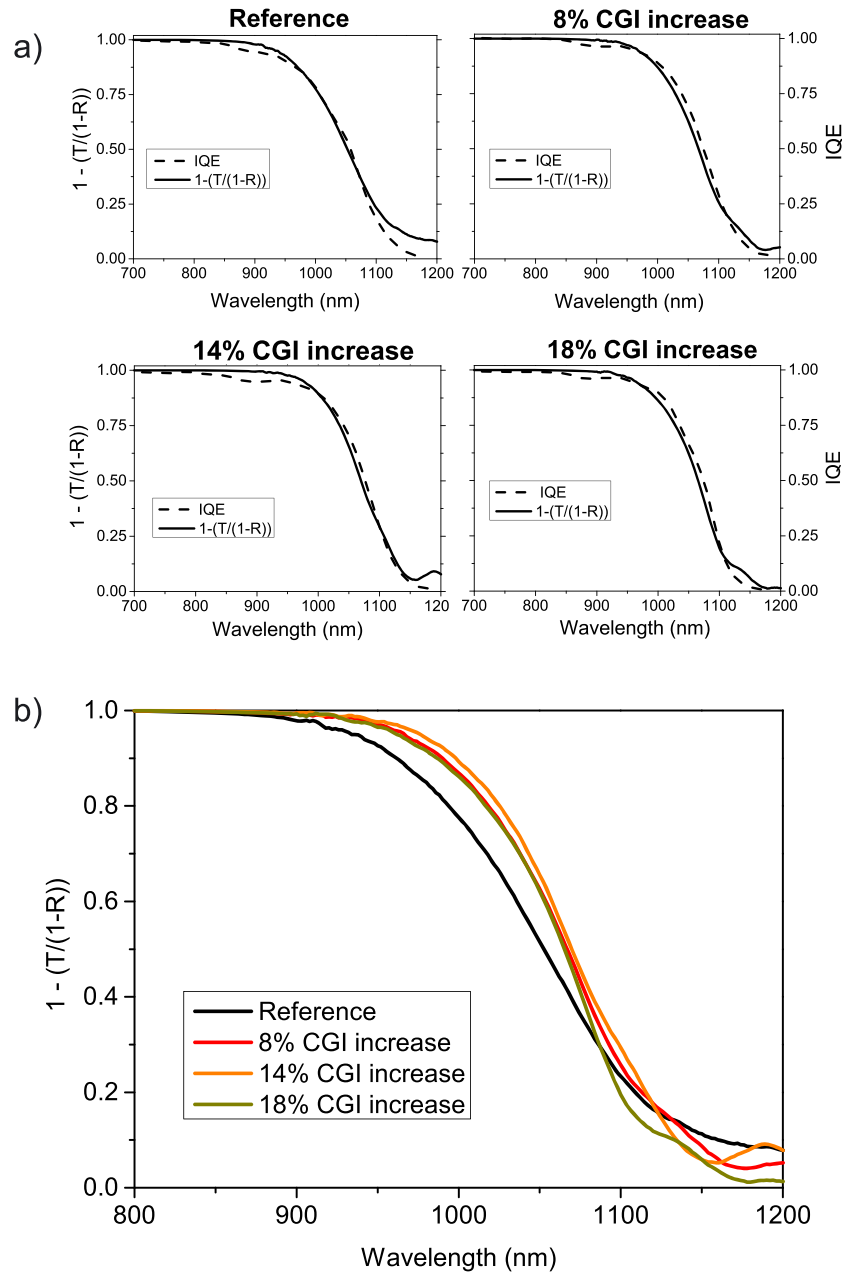 a)
Reference
1 - (T/(1-R))
1.00
0.75
0.50
0.25
0.00
IQE
1-(T/(1-R))
700 800 900 1000 1100 1200
Wavelength (nm)
8% CGI increase
IQE
1-(T/(1-R))
1.00
0.75
0.50
0.25
0.00
IQE
700 800 900 1000 1100 1200
Wavelength (nm)
14% CGI increase
1 - (T/(1-R))
1.00
0.75
0.50
0.25
0.00
IQE
1-(T/(1-R))
700 800 900 1000 1100 1200
Wavelength (nm)
18% CGI increase
IQE
1-(T/(1-R))
1.00
0.75
0.50
0.25
0.00
IQE
700 800 900 1000 1100 1200
Wavelength (nm)
b)
1 - (T/(1-R))
1.0
0.8
0.6
0.4
0.2
0.0
Reference
8% CGI increase
14% CGI increase
18% CGI increase
800 900 1000 1100 1200
Wavelength (nm)